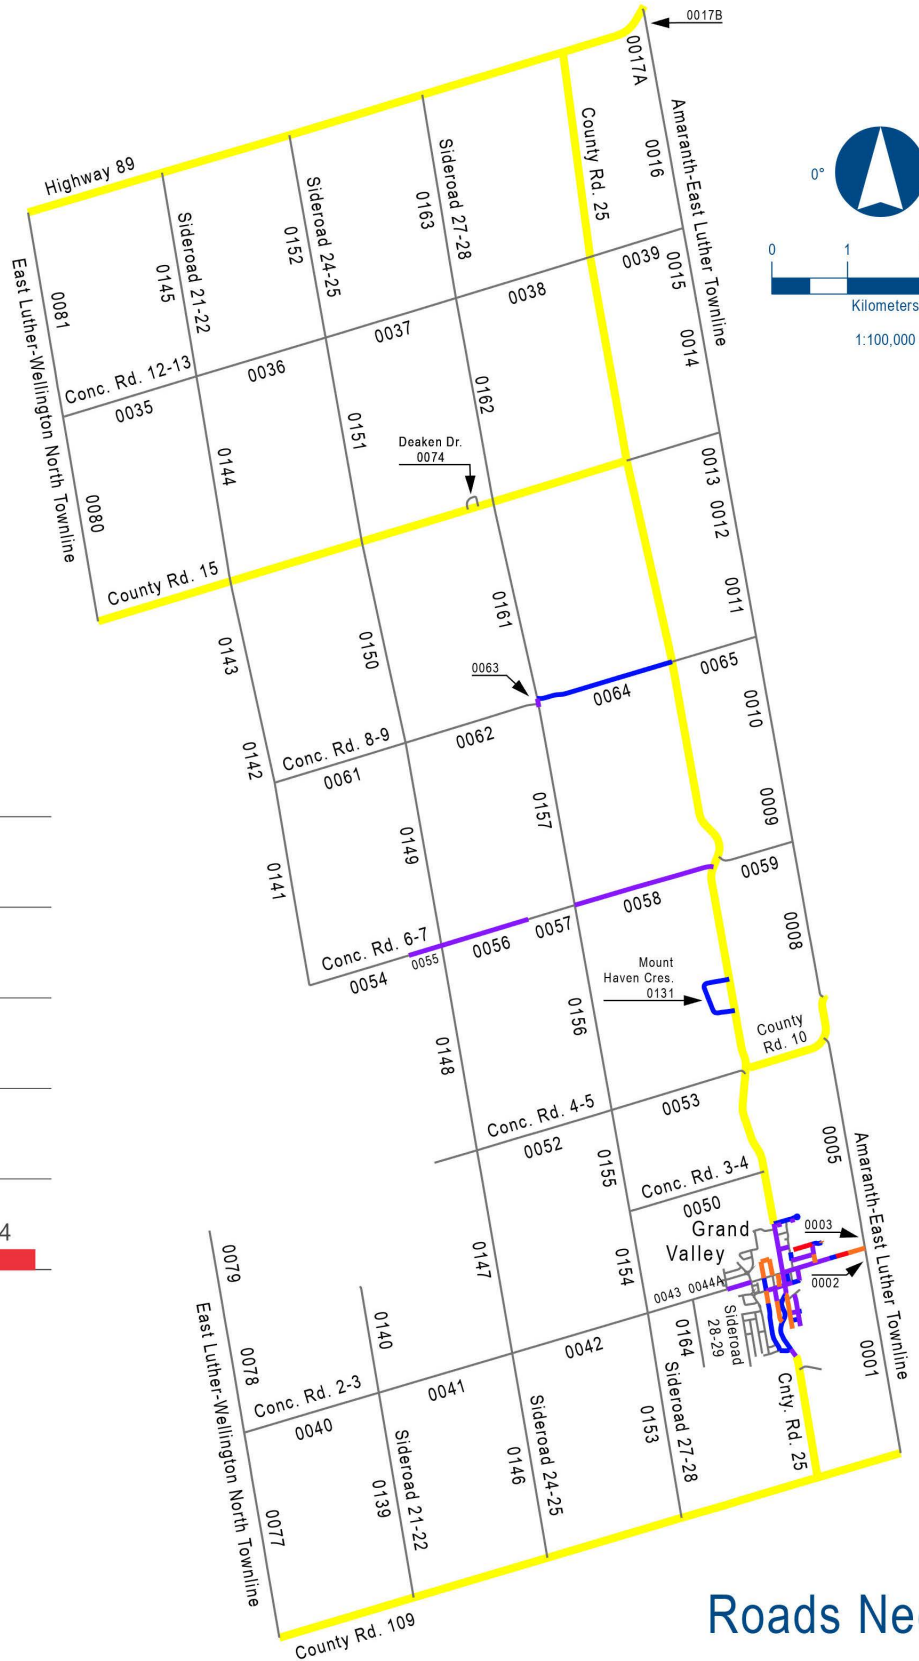 0017B
0017A
Amaranth-East Luther Townline
0016
County Rd. 25
0°
Highway 89
Sideroad 27-28
0163
Sideroad 24-25
0152
Sideroad 21-22
0145
0 1
Kilometers
1:100,000
East Luther-Wellington North Townline
0081
0039
0015
0038
0014
0037
0036
Conc. Rd. 12-13
0035
0162
0151
0144
Deaken Dr.
0074
0013
0012
0080
County Rd. 15
0011
0161
0150
0143
0063
0065
0064
0010
0062
Conc. Rd. 8-9
0061
0142
0157
0009
0149
0141
0059
0058
0057
0056
0055
Conc. Rd. 6-7
0054
0008
Mount
Haven Cres.
0131
0156
County
Rd. 10
0148
0053
Conc. Rd. 4-5
0052
0005
Amaranth-East Luther Townline
0155
Conc. Rd. 3-4
0050
Grand
Valley
0003
0002
4
0079
0147
0154
0043 0044A
0164
Sideroad
28-29
0140
East Luther-Wellington North Townline
0078
0042
0041
Conc. Rd. 2-3
0040
0001
Cnty. Rd. 25
Sideroad 27-28
0153
Sideroad 24-25
0146
Sideroad 21-22
0139
0077
County Rd. 109
Roads Nee